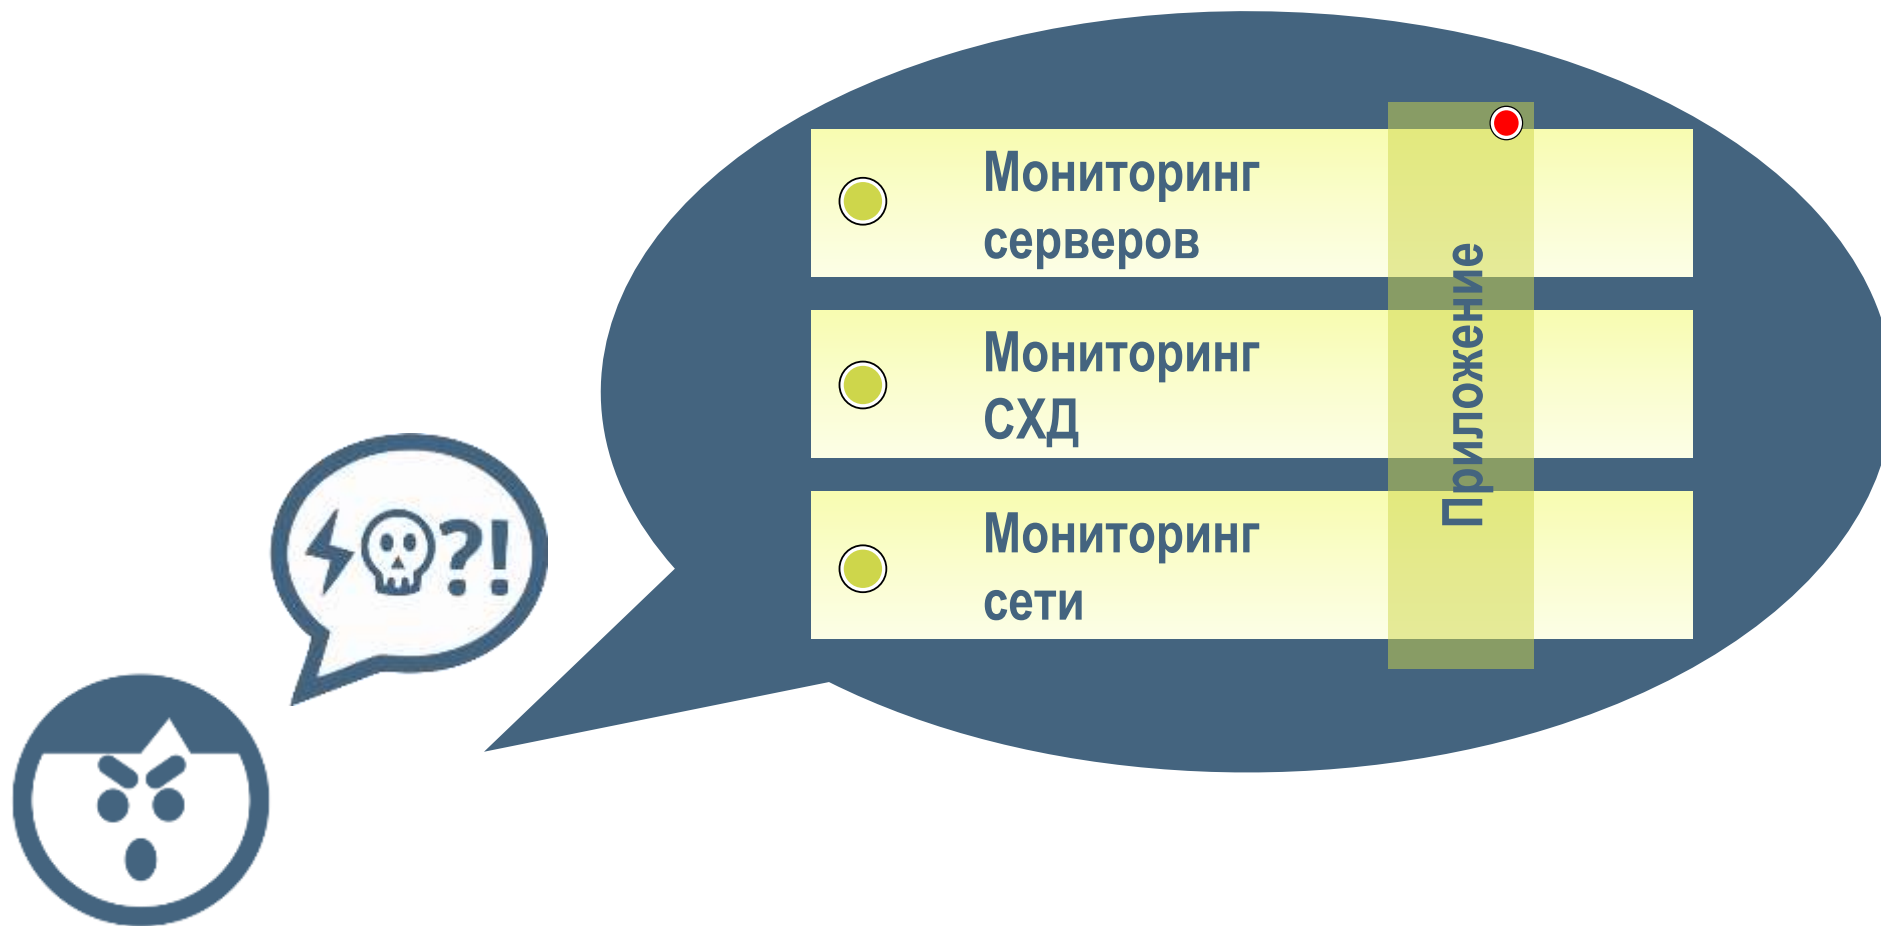 Мониторинг
серверов
Мониторинг
СХД
Мониторинг
сети
Приложение
?!